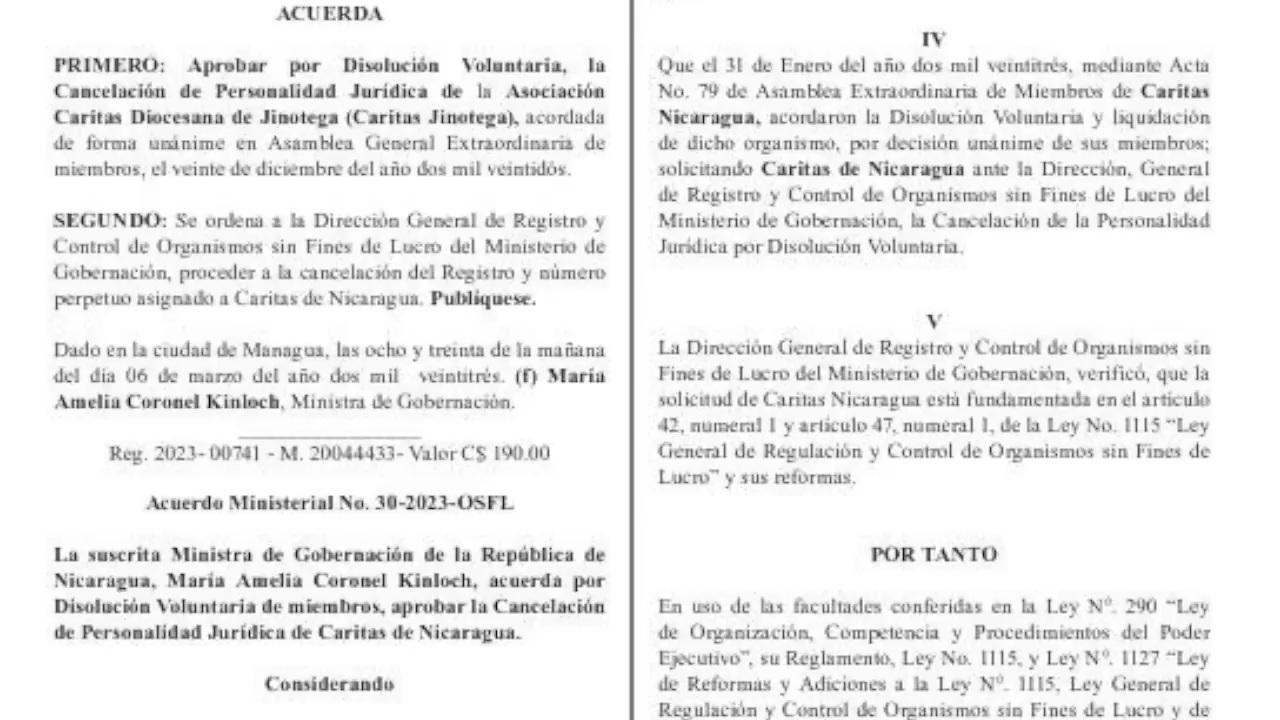 ACUERDA
PRIMERO: Aprobar por Disolución Voluntaria, la
Cancelación de Personalidad Jurídica de la Asociación
Caritas Diocesana de Jinotega (Caritas Jinotega), acordada
de forma unánime en Asamblea General Extraordinaria de
miembros, el veinte de diciembre del año dos mil veintidós.
SEGUNDO: Se ordena a la Dirección General de Registro y
Control de Organismos sin Fines de Lucro del Ministerio de
Gobernación, proceder a la cancelación del Registro y número
perpetuo asignado a Caritas de Nicaragua. Publíquese.
Dado en la ciudad de Managua, las ocho y treinta de la mañana
del día 06 de marzo del año dos mil veintitrés. (f) María
Amelia Coronel Kinloch, Ministra de Gobernación.
Reg. 2023- 00741 - M. 20044433- Valor C$ 190.00
Acuerdo Ministerial No. 30-2023-OSFL
La suscrita Ministra de Gobernación de la República de
Nicaragua, María Amelia Coronel Kinloch, acuerda por
Disolución Voluntaria de miembros, aprobar la Cancelación
de Personalidad Jurídica de Caritas de Nicaragua.
Considerando
IV
Que el 31 de Enero del año dos mil veintitrés, mediante Acta
No. 79 de Asamblea Extraordinaria de Miembros de Caritas
Nicaragua, acordaron la Disolución Voluntaria y liquidación
de dicho organismo, por decisión unánime de sus miembros;
solicitando Caritas de Nicaragua ante la Dirección, General
de Registro y Control de Organismos sin Fines de Lucro del
Ministerio de Gobernación, la Cancelación de la Personalidad
Jurídica por Disolución Voluntaria.
V
La Dirección General de Registro y Control de Organismos sin
Fines de Lucro del Ministerio de Gobernación, verificó, que la
solicitud de Caritas Nicaragua está fundamentada en el artículo
42, numeral 1 y artículo 47, numeral 1, de la Ley No. 1115 “Ley
General de Regulación y Control de Organismos sin Fines de
Lucro” y sus reformas.
POR TANTO
En uso de las facultades conferidas en la Ley Nº. 290 “Ley
de Organización, Competencia y Procedimientos del Poder
Ejecutivo”, su Reglamento, Ley No. 1115, y Ley Nº. 1127 “Ley
de Reformas y Adiciones a la Ley Nº. 1115, Ley General de
Regulación y Control de Organismos sin Fines de Lucro y de